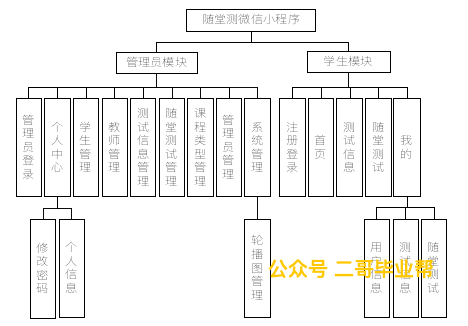 随堂测微信小程序
管理员模块
学生模块
管理员登录
个人中心
学生管理
教师管理
测试信息管理
随堂测试管理
课程类型管理
管理员管理
系统管理
注册登录
首页
测试信息
随堂测试
我的
修改密码
个人信息
轮播图管理
用户信息
测试信息
随堂测试
公众号 二哥毕业帮